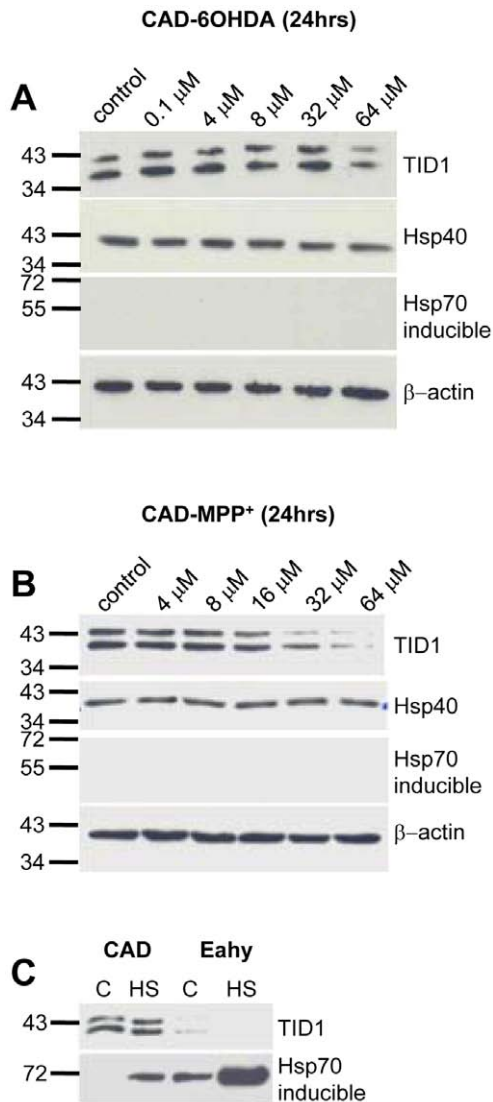 CAD-6OHDA (24hrs)
A
control 0.1 μM 4 μM 8 μM 32 μM 64 μM
43
34
TID1
43
34
Hsp40
72
55
Hsp70
inducible
43
34
β–actin
CAD-MPP⁺ (24hrs)
B
control 4 μM 8 μM 16 μM 32 μM 64 μM
43
34
TID1
43
34
Hsp40
72
55
Hsp70
inducible
43
34
β–actin
C
CAD Eahy
C HS C HS
43
TID1
72
Hsp70
inducible